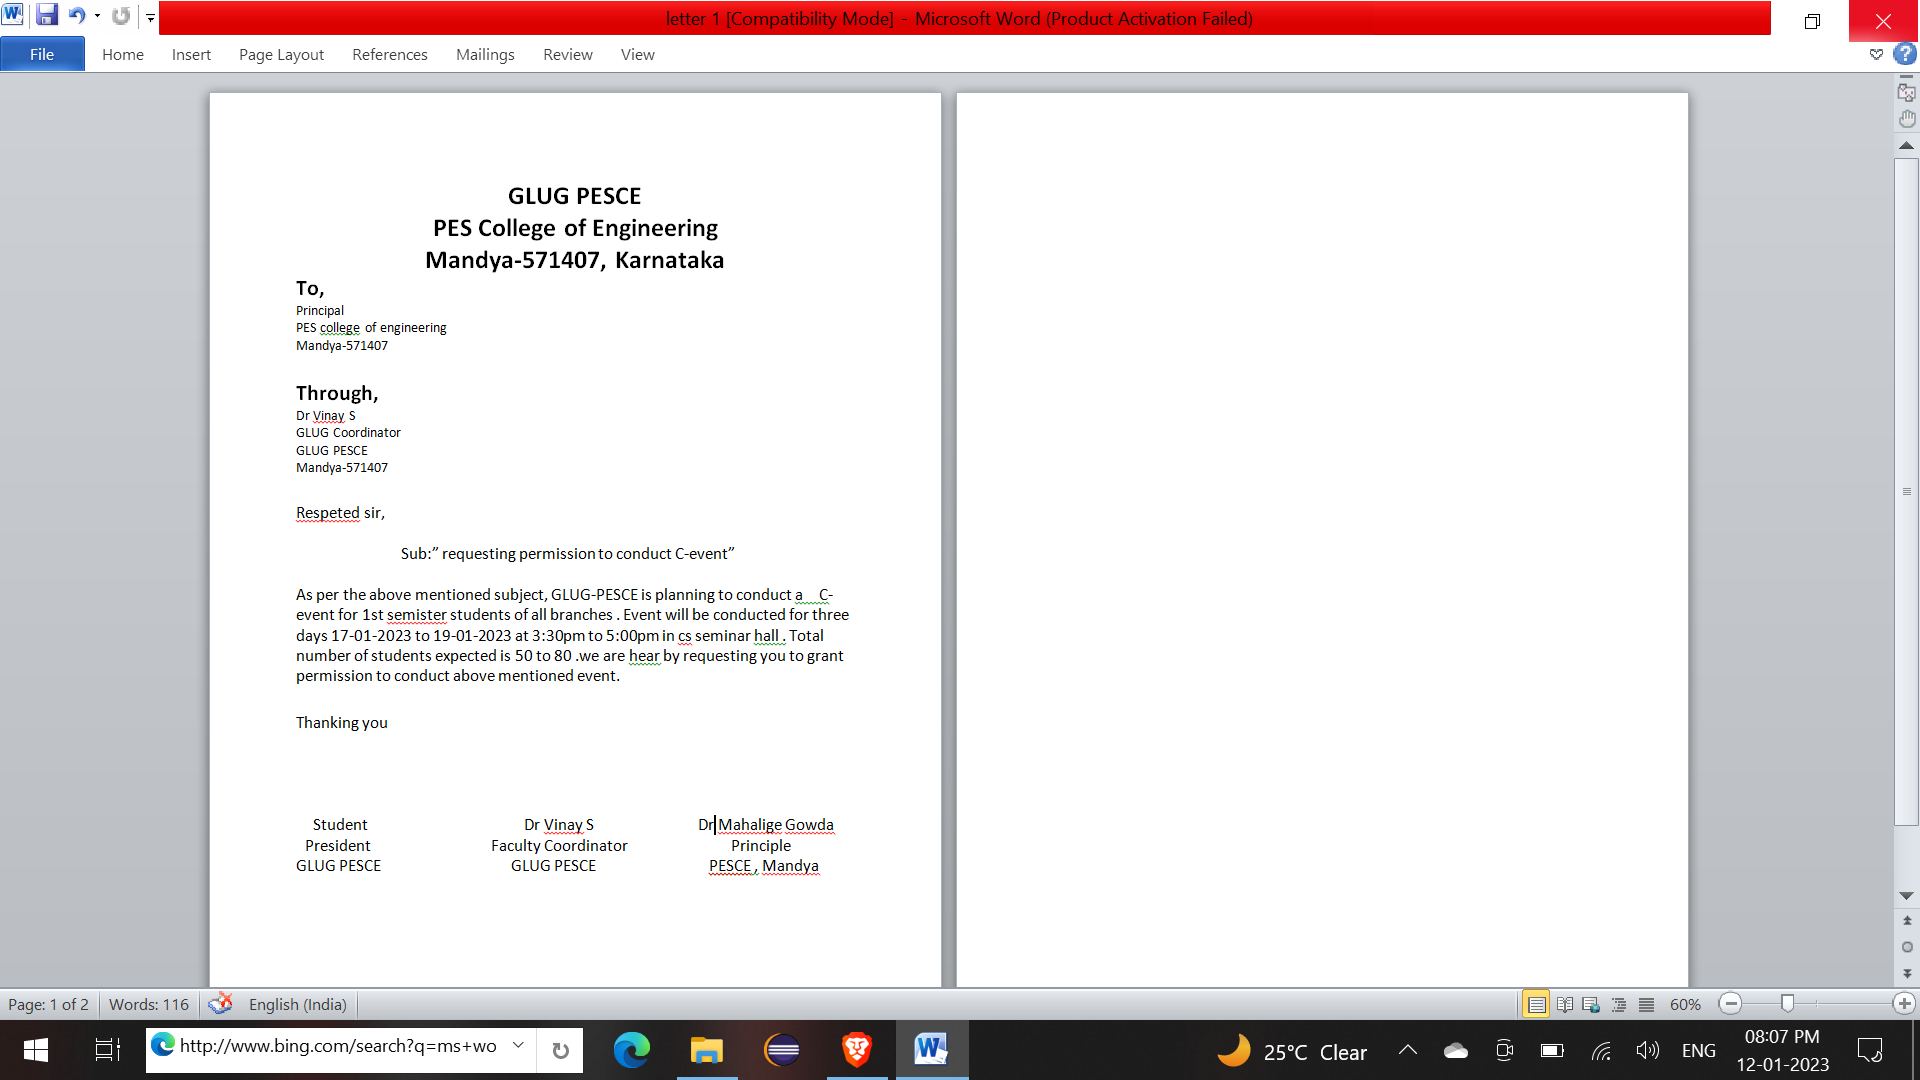 letter 1 [Compatibility Mode] - Microsoft Word (Product Activation Failed)
File Home Insert Page Layout References Mailings Review View
GLUG PESCE
PES College of Engineering
Mandya-571407, Karnataka
To,
Principal
PES college of engineering
Mandya-571407
Through,
Dr Vinay S
GLUG Coordinator
GLUG PESCE
Mandya-571407
Respeted sir,
Sub:” requesting permission to conduct C-event”
As per the above mentioned subject, GLUG-PESCE is planning to conduct a C-
event for 1st semister students of all branches . Event will be conducted for three
days 17-01-2023 to 19-01-2023 at 3:30pm to 5:00pm in cs seminar hall . Total
number of students expected is 50 to 80 .we are hear by requesting you to grant
permission to conduct above mentioned event.
Thanking you
Student Dr Vinay S Dr Mahalige Gowda
President Faculty Coordinator Principle
GLUG PESCE GLUG PESCE PESCE , Mandya
Page: 1 of 2 Words: 116 English (India) 60%
http://www.bing.com/search?q=ms+wo 25°C Clear ENG 08:07 PM
12-01-2023